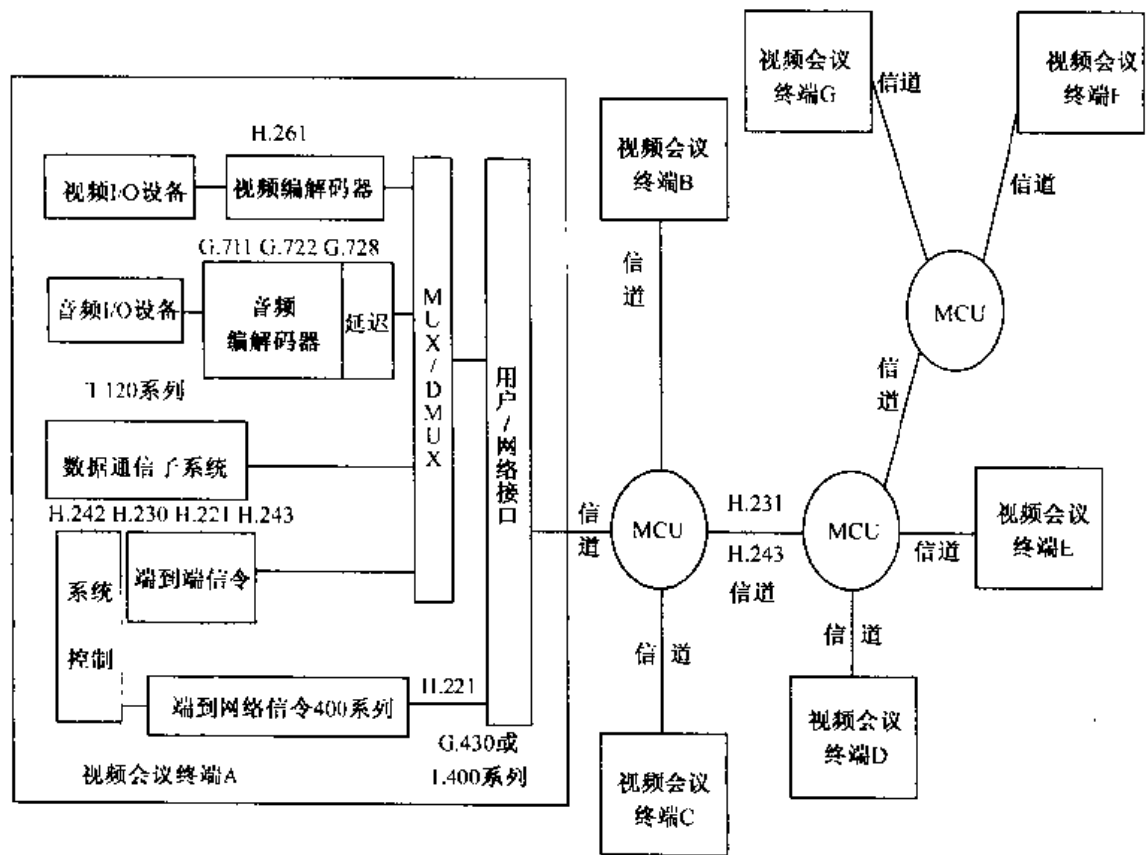 H.261
视频I/O设备
视频编解码器
G.711 G.722 G.728
音频I/O设备
音频
编解码器
延迟
T.120系列
数据通信子系统
H.242 H.230 H.221 H.243
系统
控制
端到端信令
端到网络信令400系列
H.221
MUX/DMUX
用户/网络接口
G.430或
I.400系列
视频会议终端A
信道
MCU
视频会议
终端B
信道
信道
视频会议
终端C
H.231
H.243
信道
MCU
信道
视频会议
终端D
信道
视频会议
终端E
信道
MCU
信道
视频会议
终端G
信道
视频会议
终端F